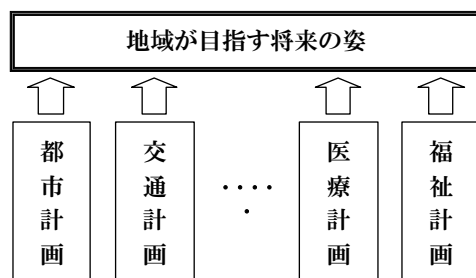 地域が目指す将来の姿
都市計画
交通計画
・・・・・
医療計画
福祉計画